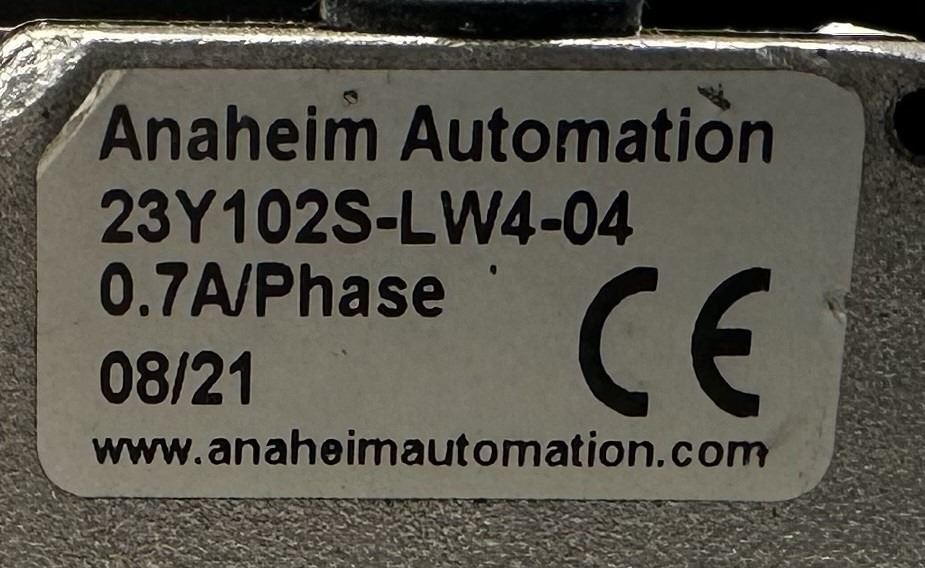 Anaheim Automation
23Y102S-LW4-04
0.7A/Phase
08/21
CE
www.anaheimautomation.com